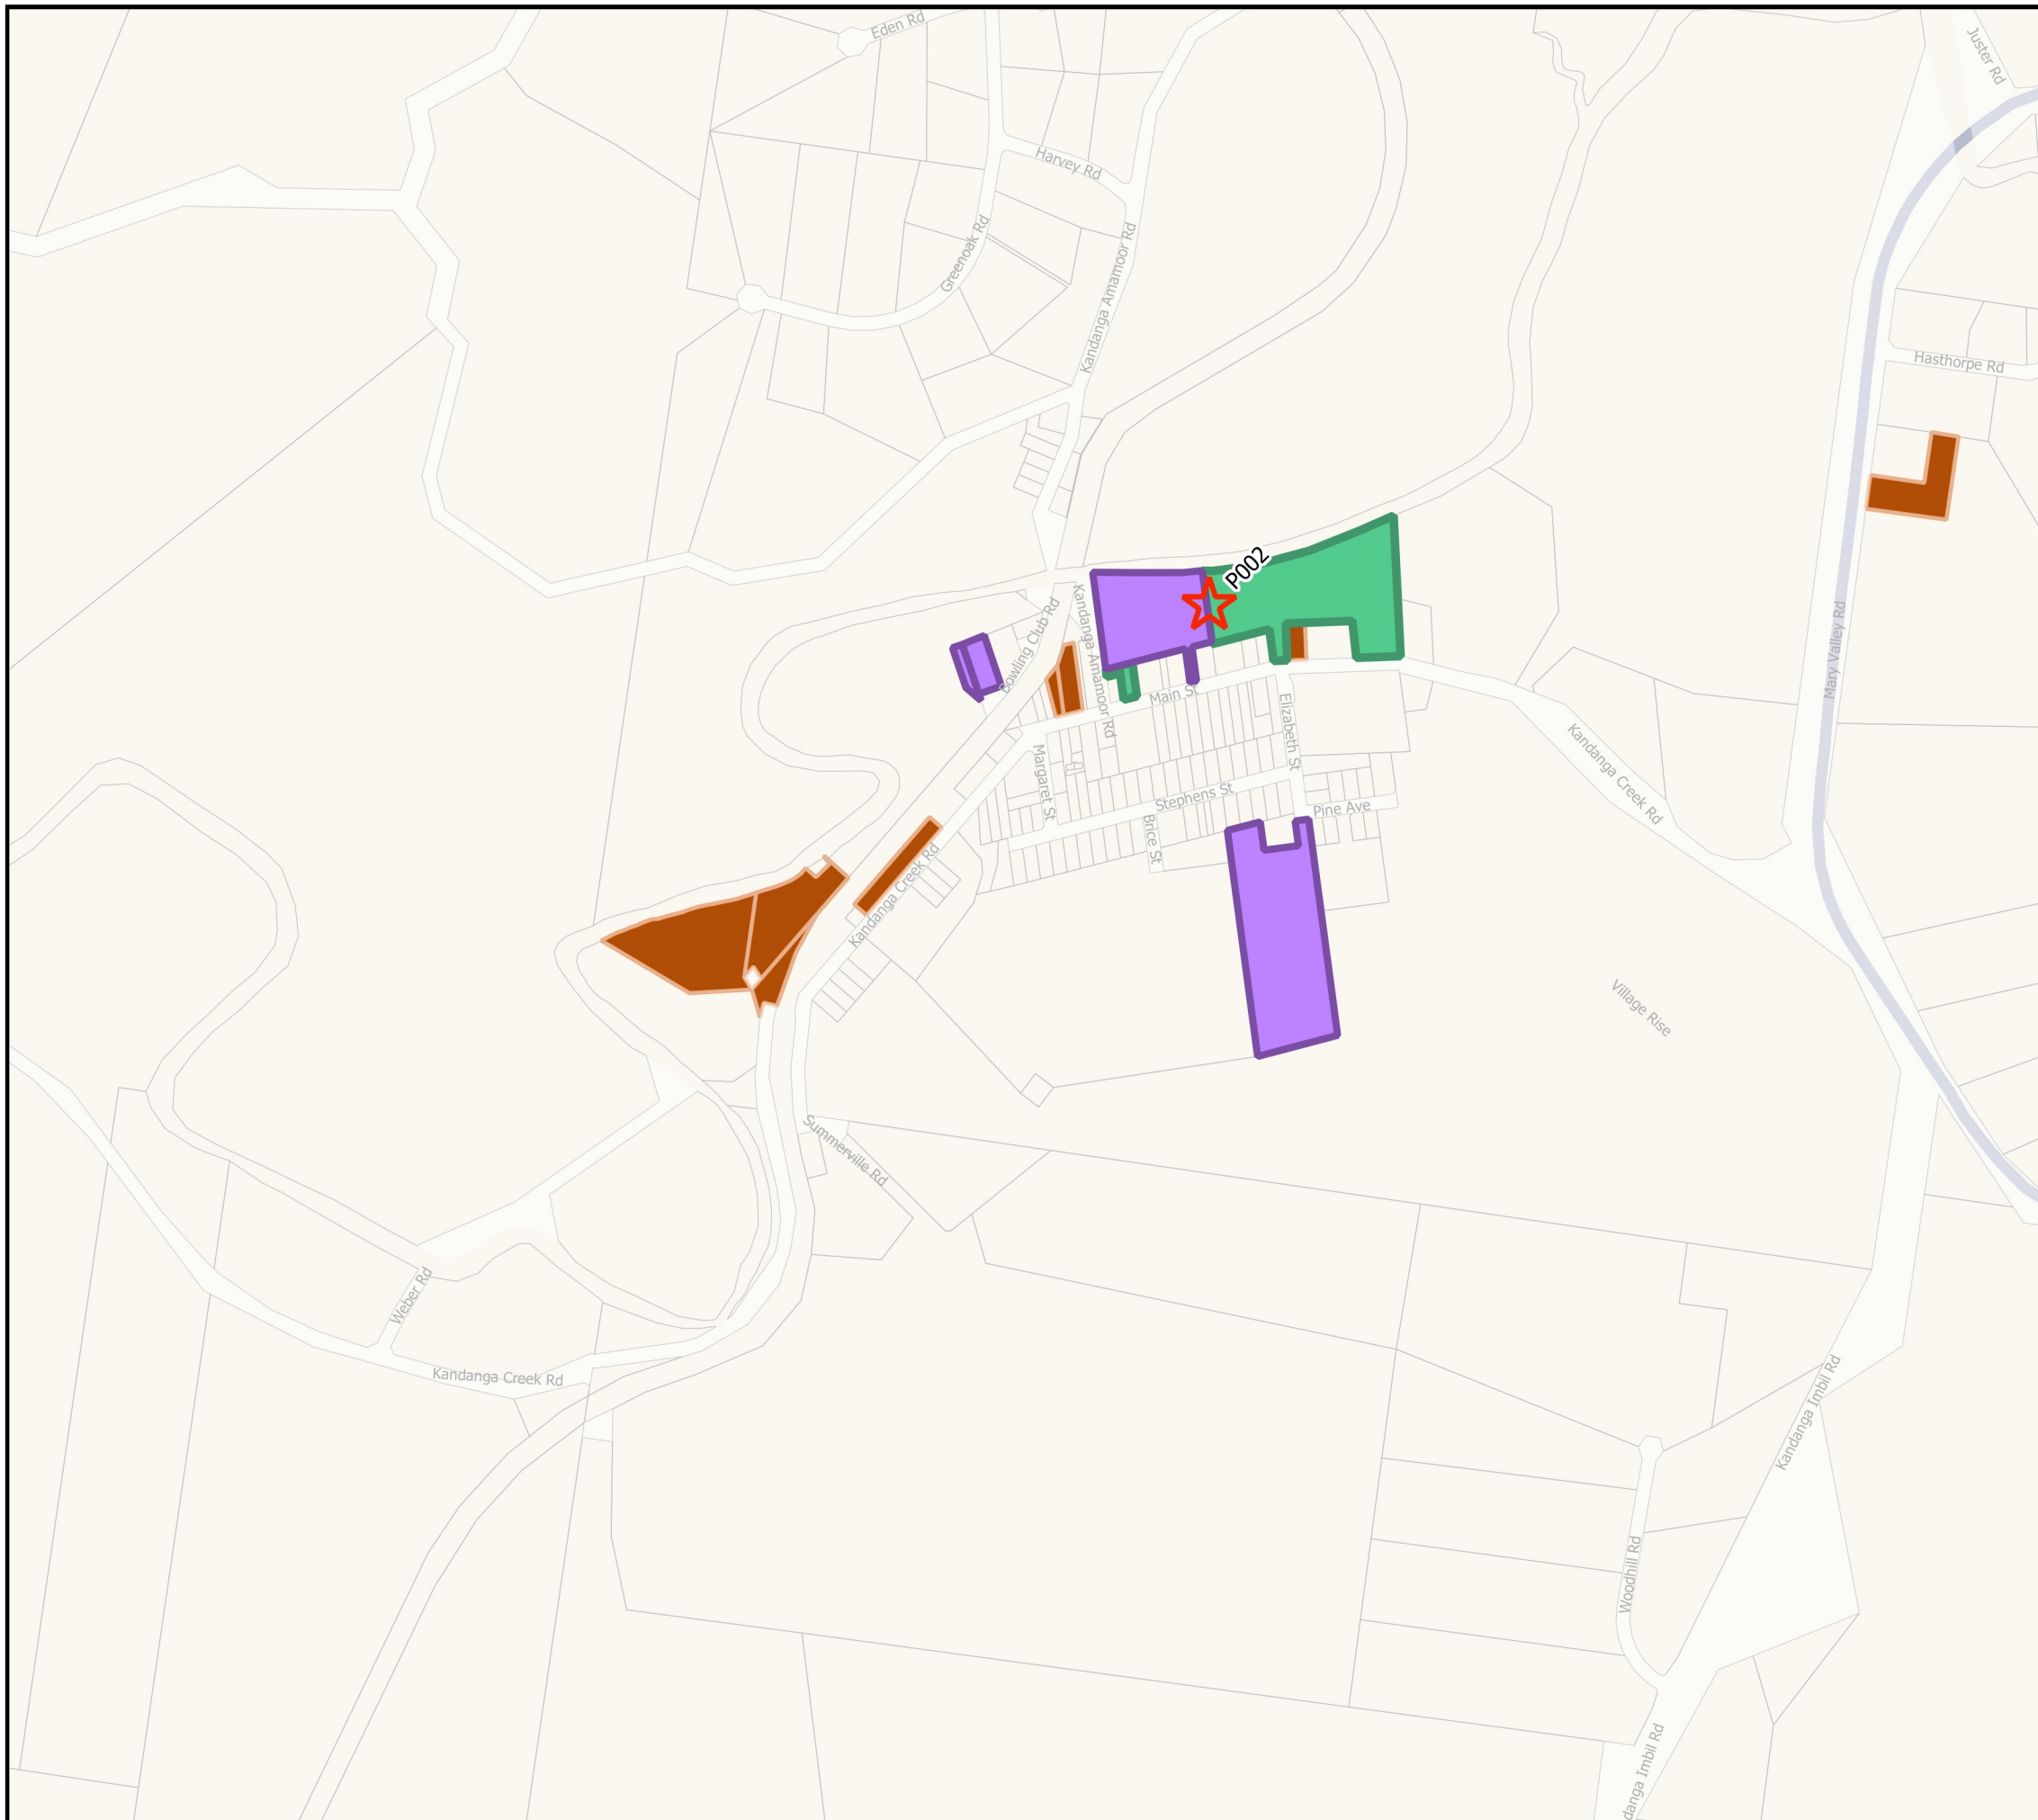 Eden Rd
Juster Rd
Harvey Rd
Greenoak Rd
Kandanga Amamoor Rd
Hasthorpe Rd
P002
Bowling Club Rd
Kandanga Amamoor Rd
Mary Valley Rd
Main St
Elizabeth St
Kandanga Creek Rd
Margaret St
Stephens St
Pine Ave
Brice St
Kandanga Creek Rd
Village Rise
Summerville Rd
Weber Rd
Kandanga Creek Rd
Kandanga Imbil Rd
Woodhill Rd
danga Imbil Rd